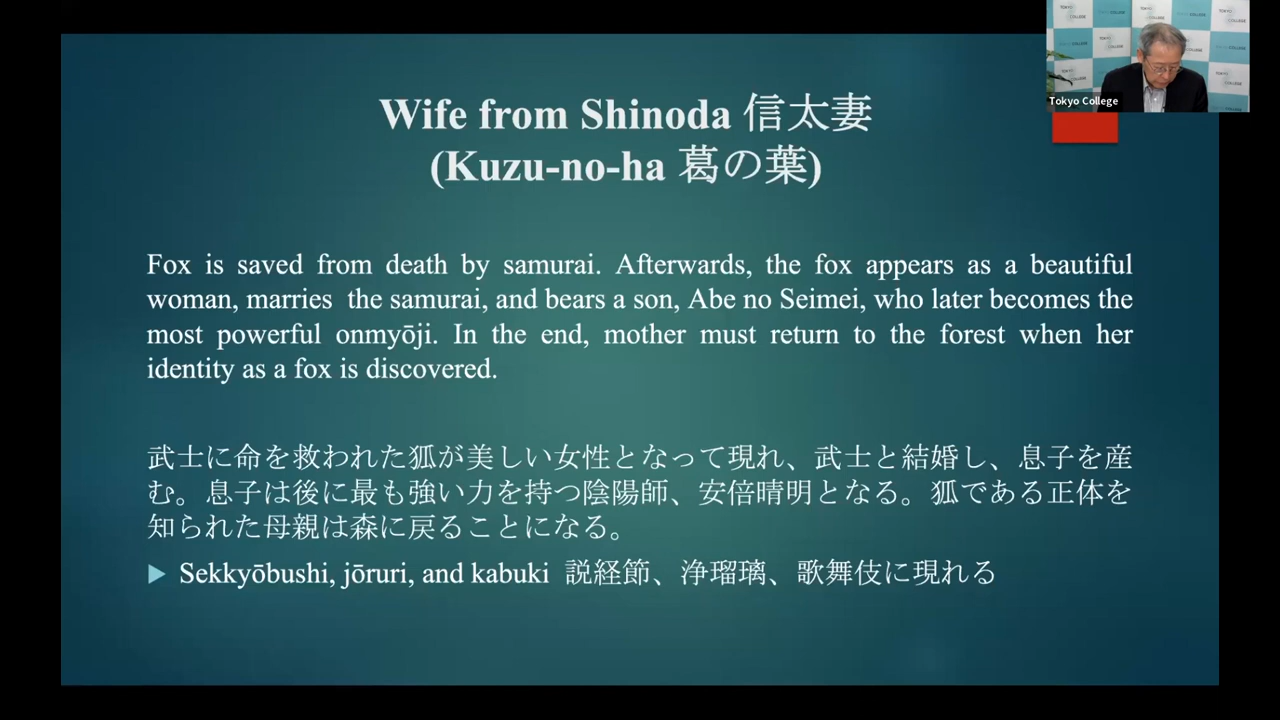 Wife from Shinoda 信太妻
(Kuzu-no-ha 葛の葉)
Fox is saved from death by samurai. Afterwards, the fox appears as a beautiful
woman, marries the samurai, and bears a son, Abe no Seimei, who later becomes the
most powerful onmyōji. In the end, mother must return to the forest when her
identity as a fox is discovered.
武士に命を救われた狐が美しい女性となって現れ、武士と結婚し、息子を産
む。息子は後に最も強い力を持つ陰陽師、安倍晴明となる。狐である正体を
知られた母親は森に戻ることになる。
Sekkyōbushi, jōruri, and kabuki 説経節、浄瑠璃、歌舞伎に現れる
Tokyo College